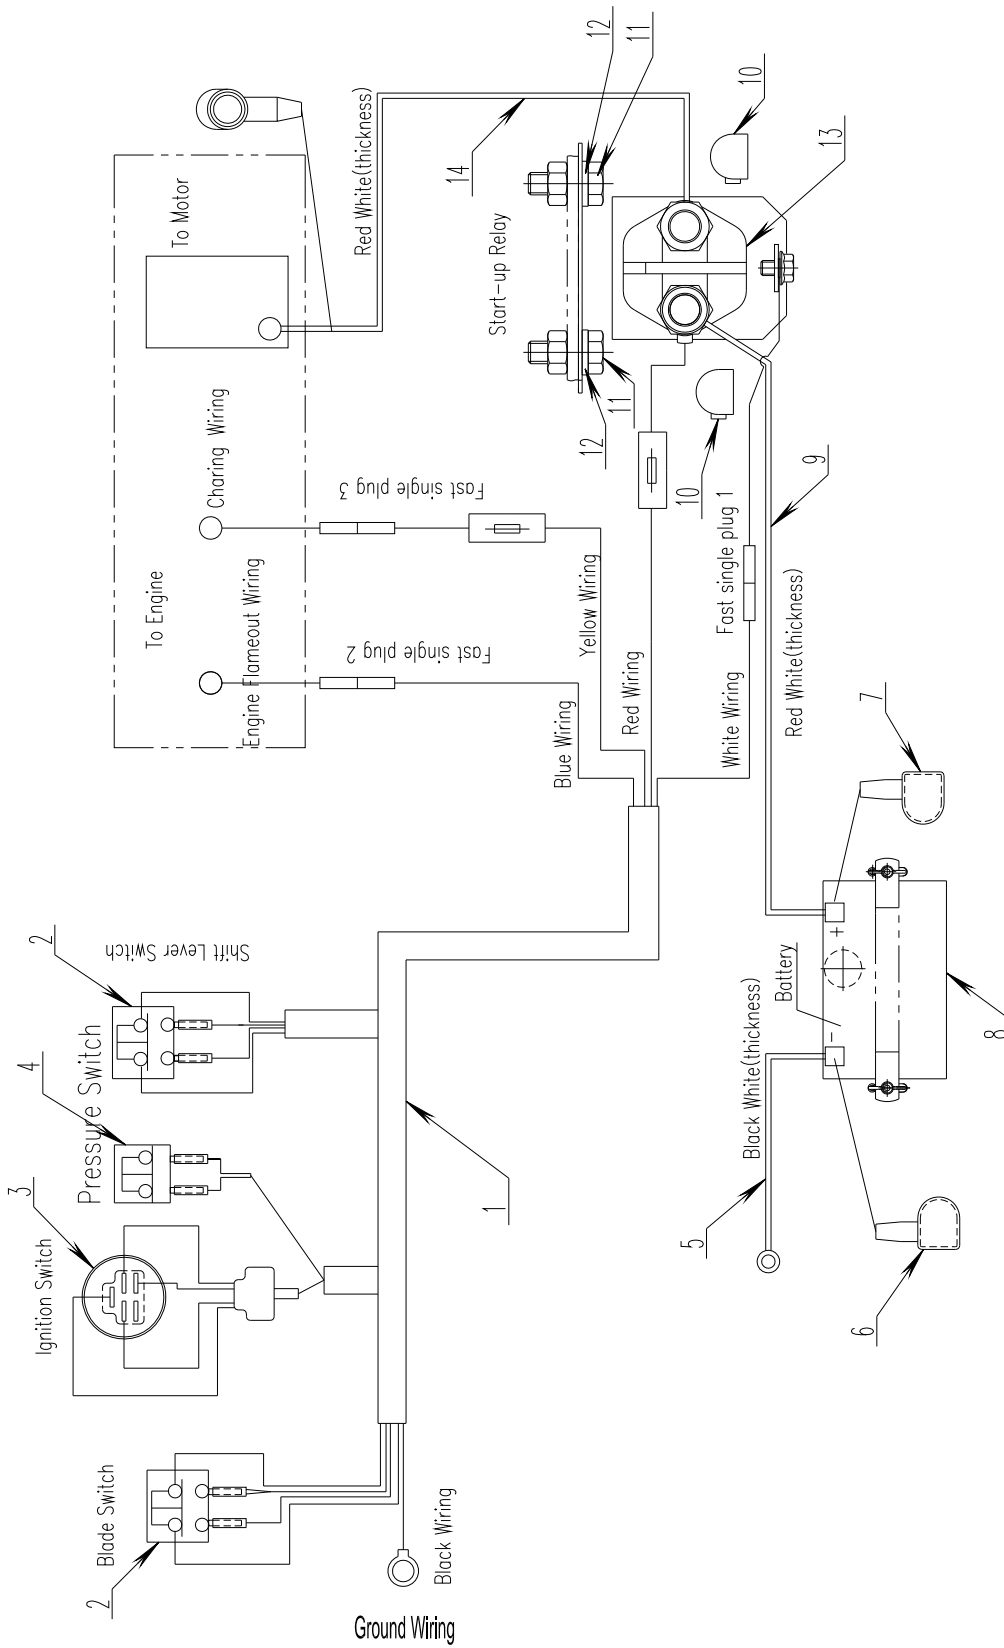 To Motor
Charing Wiring
To Engine
Engine Flameout Wiring
Red White(thickness)
14
12
11
10
13
Start-up Relay
12
11
10
9
Fast single plug 3
Fast single plug 2
Yellow Wiring
Red Wiring
Blue Wiring
White Wiring
Fast single plug 1
Red White(thickness)
7
2
Shift Lever Switch
4
Pressure Switch
3
Ignition Switch
1
Blade Switch
2
Black Wiring
Ground Wiring
Black White(thickness)
Battery
+
-
8
5
6